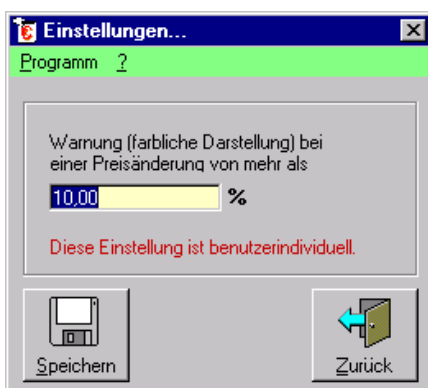 Einstellungen...
Programm ?
Warnung (farbliche Darstellung) bei
einer Preisänderung von mehr als
10,00 %
Diese Einstellung ist benutzerindividuell.
Speichern Zurück